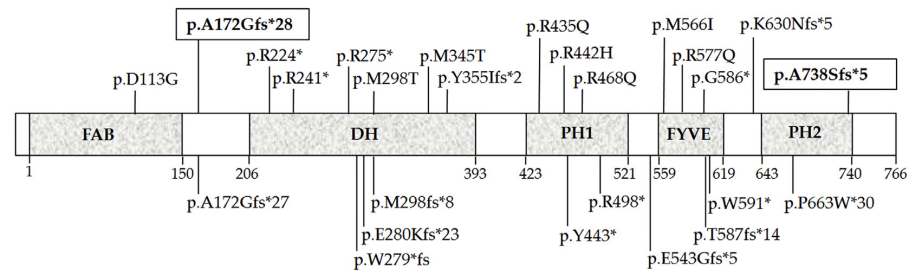 p.A172Gfs*28
p.R435Q
p.M566I
p.K630Nfs*5
p.R224*
p.R275*
p.M345T
p.R442H
p.R577Q
p.D113G
p.R241*
p.M298T
p.Y355Ifs*2
p.R468Q
p.G586*
p.A738Sfs*5
FAB
DH
PH1
FYVE
PH2
1
150
206
393
423
521
559
619
643
740
766
p.A172Gfs*27
p.M298fs*8
p.R498*
p.W591*
p.P663W*30
p.E280Kfs*23
p.Y443*
p.T587fs*14
p.W279*fs
p.E543Gfs*5